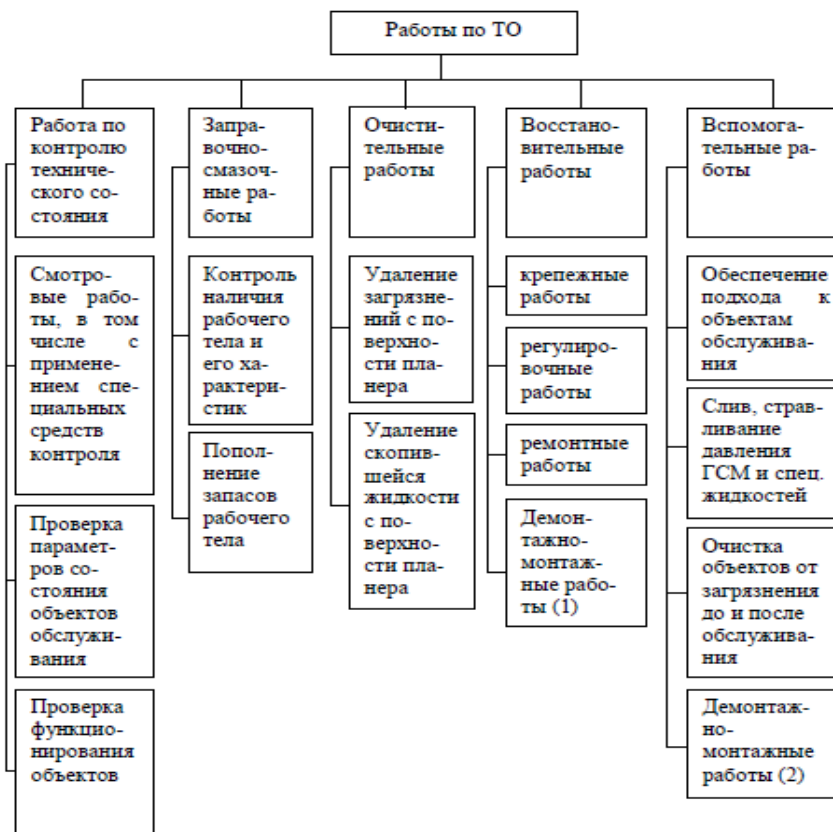 Работы по ТО
Работа по
контролю
техниче-
ского со-
стояния
Смотро-
вые рабо-
ты, в том
числе с
примене-
нием спе-
циальных
средств
контроля
Проверка
парамет-
ров со-
стояния
объектов
обслужи-
вания
Проверка
функцио-
нирования
объектов
Запра-
вочно-
смазоч-
ные ра-
боты
Контроль
наличия
рабочего
тела и
его ха-
рактери-
стик
Попол-
нение
запасов
рабочего
тела
Очисти-
тельные
работы
Удаление
загрязне-
ний с по-
верхно-
сти пла-
нера
Удаление
скопив-
шейся
жидкости
с по-
верхно-
сти пла-
нера
Восстано-
вительные
работы
крепежные
работы
регулиро-
вочные
работы
ремонтные
работы
Демон-
тажно-
монтаж-
ные рабо-
ты (1)
Вспомога-
тельные ра-
боты
Обеспечение
подхода к
объектам
обслужива-
ния
Слив, страв-
ливание
давления
ГСМ и спец.
жидкостей
Очистка
объектов от
загрязнения
до и после
обслужива-
ния
Демонтаж-
но-
монтажные
работы (2)